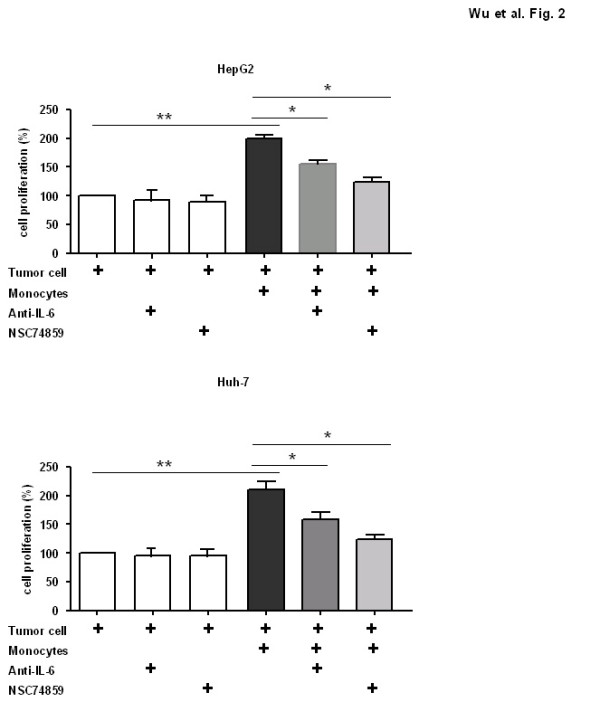 Wu et al. Fig. 2
HepG2
*
**
*
cell proliferation (%)
250
200
150
100
50
0
Tumor cell + + + + + +
Monocytes + + +
Anti-IL-6 + +
NSC74859 + +
Huh-7
*
**
*
cell proliferation (%)
250
200
150
100
50
0
Tumor cell + + + + + +
Monocytes + + +
Anti-IL-6 + +
NSC74859 + +